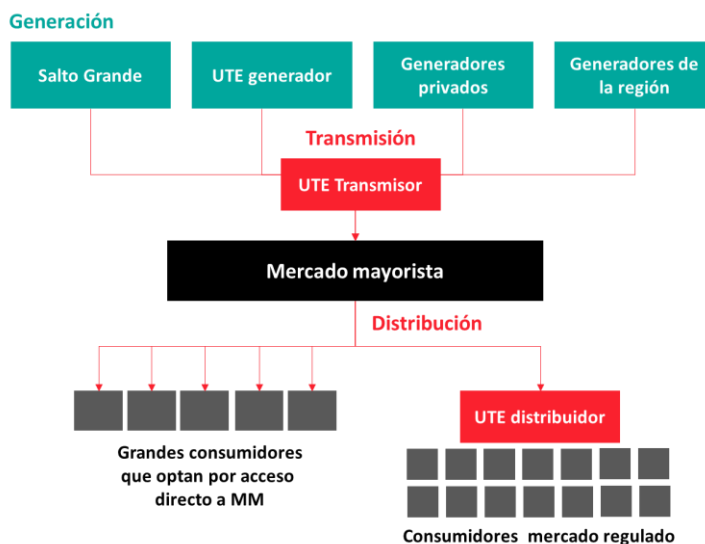 Generación
Salto Grande
UTE generador
Generadores
privados
Generadores de
la región
Transmisión
UTE Transmisor
Mercado mayorista
Distribución
UTE distribuidor
Grandes consumidores
que optan por acceso
directo a MM
Consumidores mercado regulado